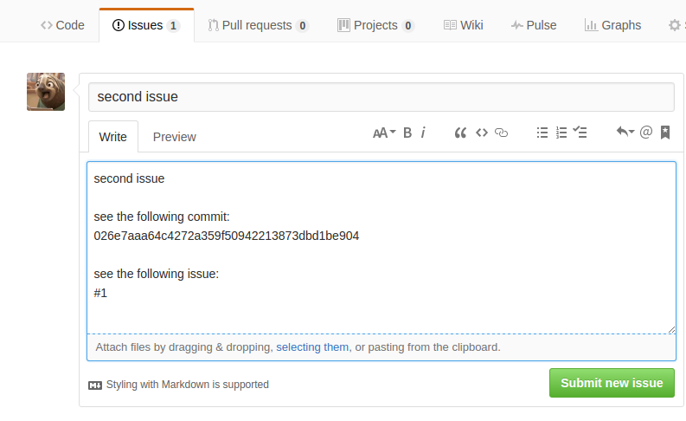 Code Issues 1 Pull requests 0 Projects 0 Wiki Pulse Graphs
second issue
Write Preview AA B i
second issue
see the following commit:
026e7aaa64c4272a359f50942213873dbd1be904
see the following issue:
#1
Attach files by dragging & dropping, selecting them, or pasting from the clipboard.
Styling with Markdown is supported
Submit new issue